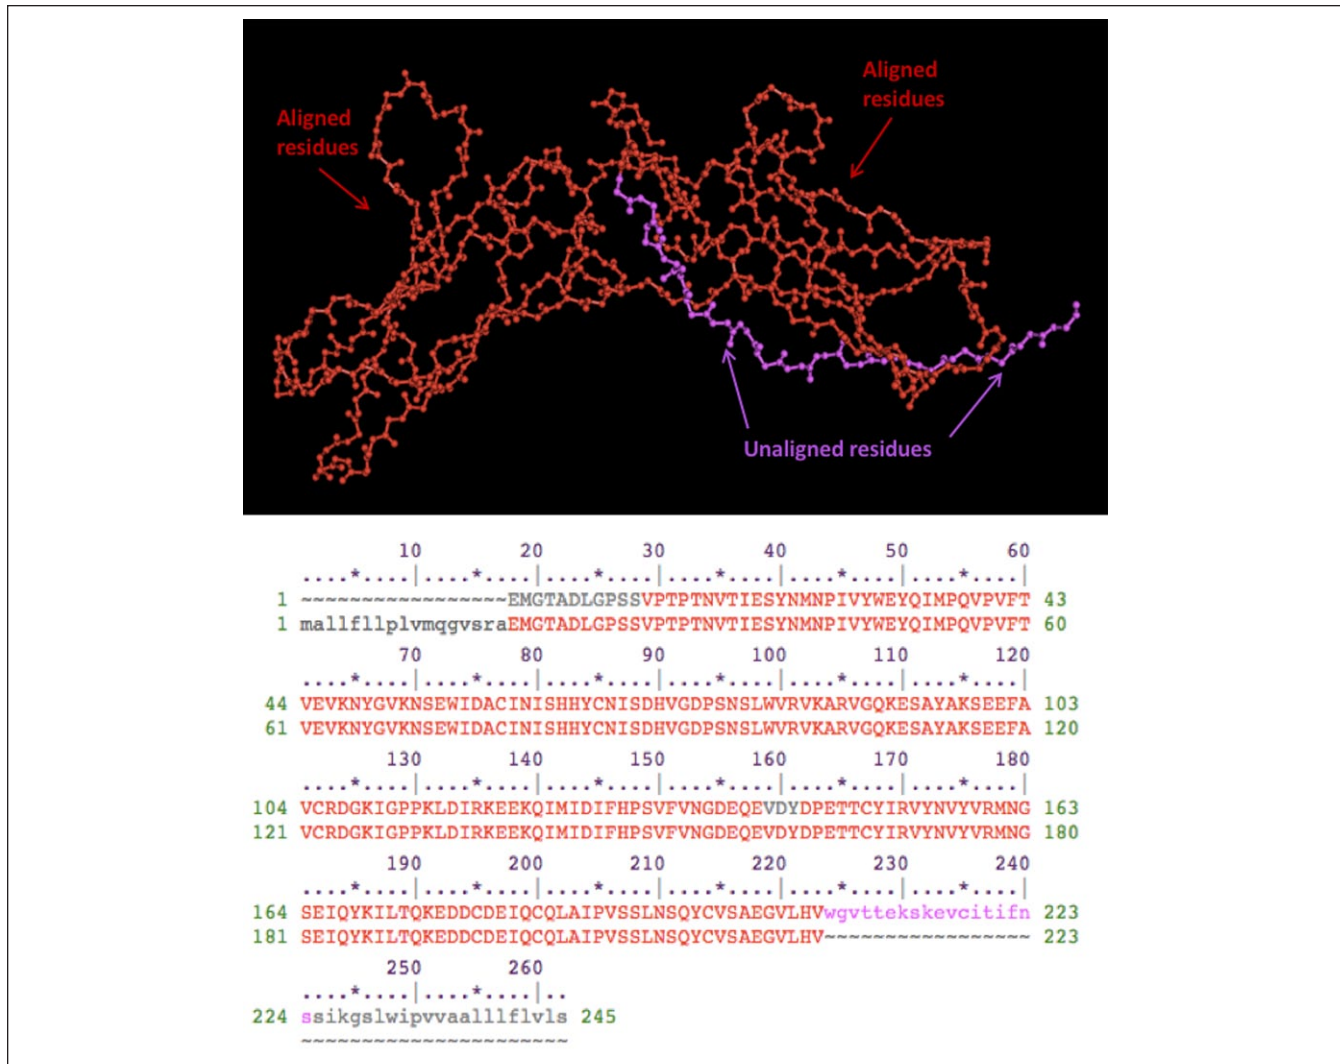 Aligned
residues
Aligned
residues
Unaligned residues
10 20 30 40 50 60
....*....|....*....|....*....|....*....|....*....|....*....|
1 ~~~~~~~~~~~~~~~~~EMGTADLGPSSVPTPTNVTIESYNMNPIVYWEYQIMPQVPVFT 43
1 mallfllplvmqgvsraEMGTADLGPSSVPTPTNVTIESYNMNPIVYWEYQIMPQVPVFT 60
70 80 90 100 110 120
....*....|....*....|....*....|....*....|....*....|....*....|
44 VEVKNYGVKNSEWIDACINISHHYCNISDHVGDPSNSLWVRVKARVGQKESAYAKSEEFA 103
61 VEVKNYGVKNSEWIDACINISHHYCNISDHVGDPSNSLWVRVKARVGQKESAYAKSEEFA 120
130 140 150 160 170 180
....*....|....*....|....*....|....*....|....*....|....*....|
104 VCRDGKIGPPKLDIRKEEKQIMIDIFHPSVFVNGDEQEVDYDPETTCYIRVYNVYVRMNG 163
121 VCRDGKIGPPKLDIRKEEKQIMIDIFHPSVFVNGDEQEVDYDPETTCYIRVYNVYVRMNG 180
190 200 210 220 230 240
....*....|....*....|....*....|....*....|....*....|....*....|
164 SEIQYKILTQKEDDCDEIQCQLAIPVSSLNSQYCVSAEGVLHVwgvttekskevcitifn 223
181 SEIQYKILTQKEDDCDEIQCQLAIPVSSLNSQYCVSAEGVLHV~~~~~~~~~~~~~~~~~ 223
250 260
....*....|....*....|..
224 ssikgslwipvvaalllflvls 245
~~~~~~~~~~~~~~~~~~~~~~